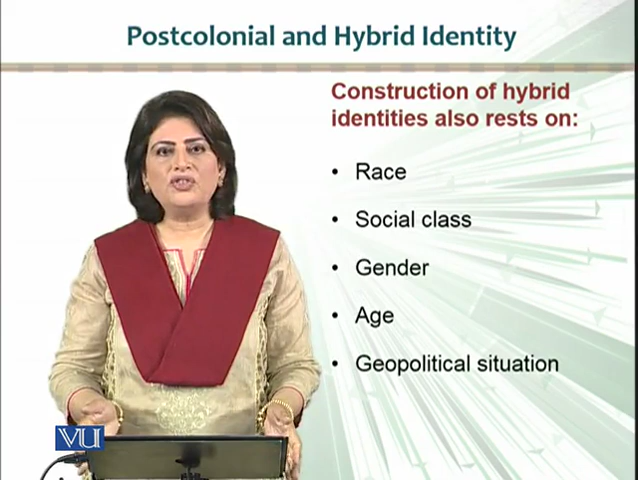 Postcolonial and Hybrid Identity
Construction of hybrid
identities also rests on:
• Race
• Social class
• Gender
• Age
• Geopolitical situation
VU